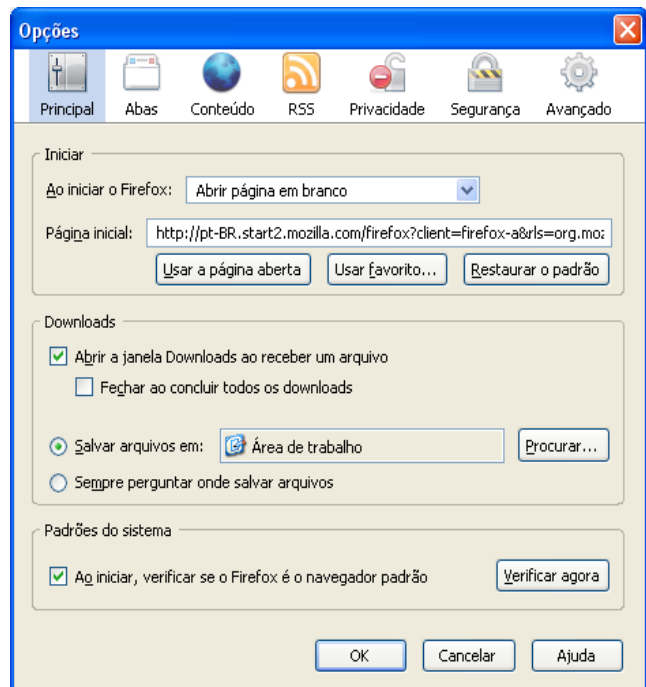 Opções
Principal Abas Conteúdo RSS Privacidade Segurança Avançado
Iniciar
Ao iniciar o Firefox: Abrir página em branco
Página inicial: http://pt-BR.start2.mozilla.com/firefox?client=firefox-a&rls=org.moz
Usar a página aberta Usar favorito... Restaurar o padrão
Downloads
Abrir a janela Downloads ao receber um arquivo
Fechar ao concluir todos os downloads
Salvar arquivos em: Área de trabalho Procurar...
Sempre perguntar onde salvar arquivos
Padrões do sistema
Ao iniciar, verificar se o Firefox é o navegador padrão Verificar agora
OK Cancelar Ajuda